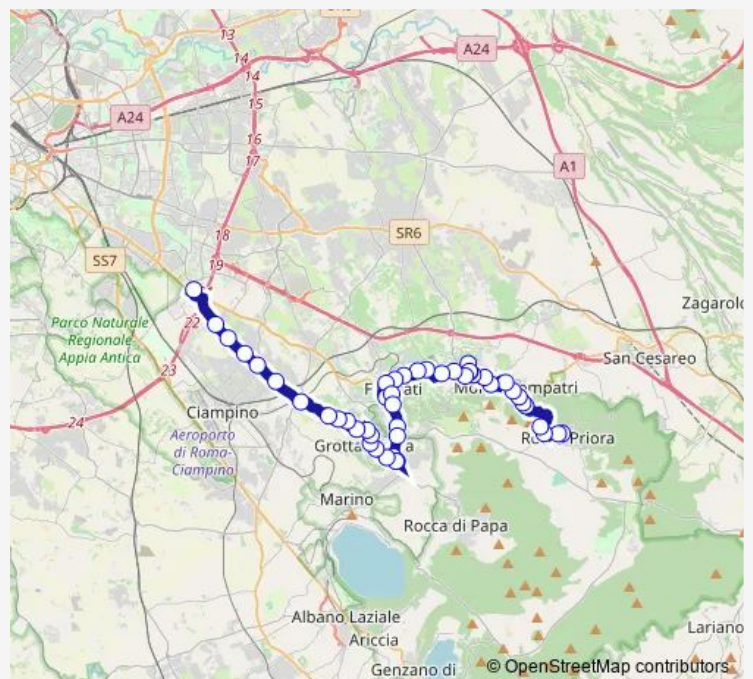 13
14
14
15
16
17
18
19
22
23
24
A24
A24
A1
SR6
SS7
Zagarolo
San Cesareo
Parco Naturale
Regionale
Appia Antica
Ciampino
Aeroporto
di Roma-
Ciampino
Marino
Rocca di Papa
Albano Laziale
Ariccia
Genzano di
Lariano
© OpenStreetMap contributors